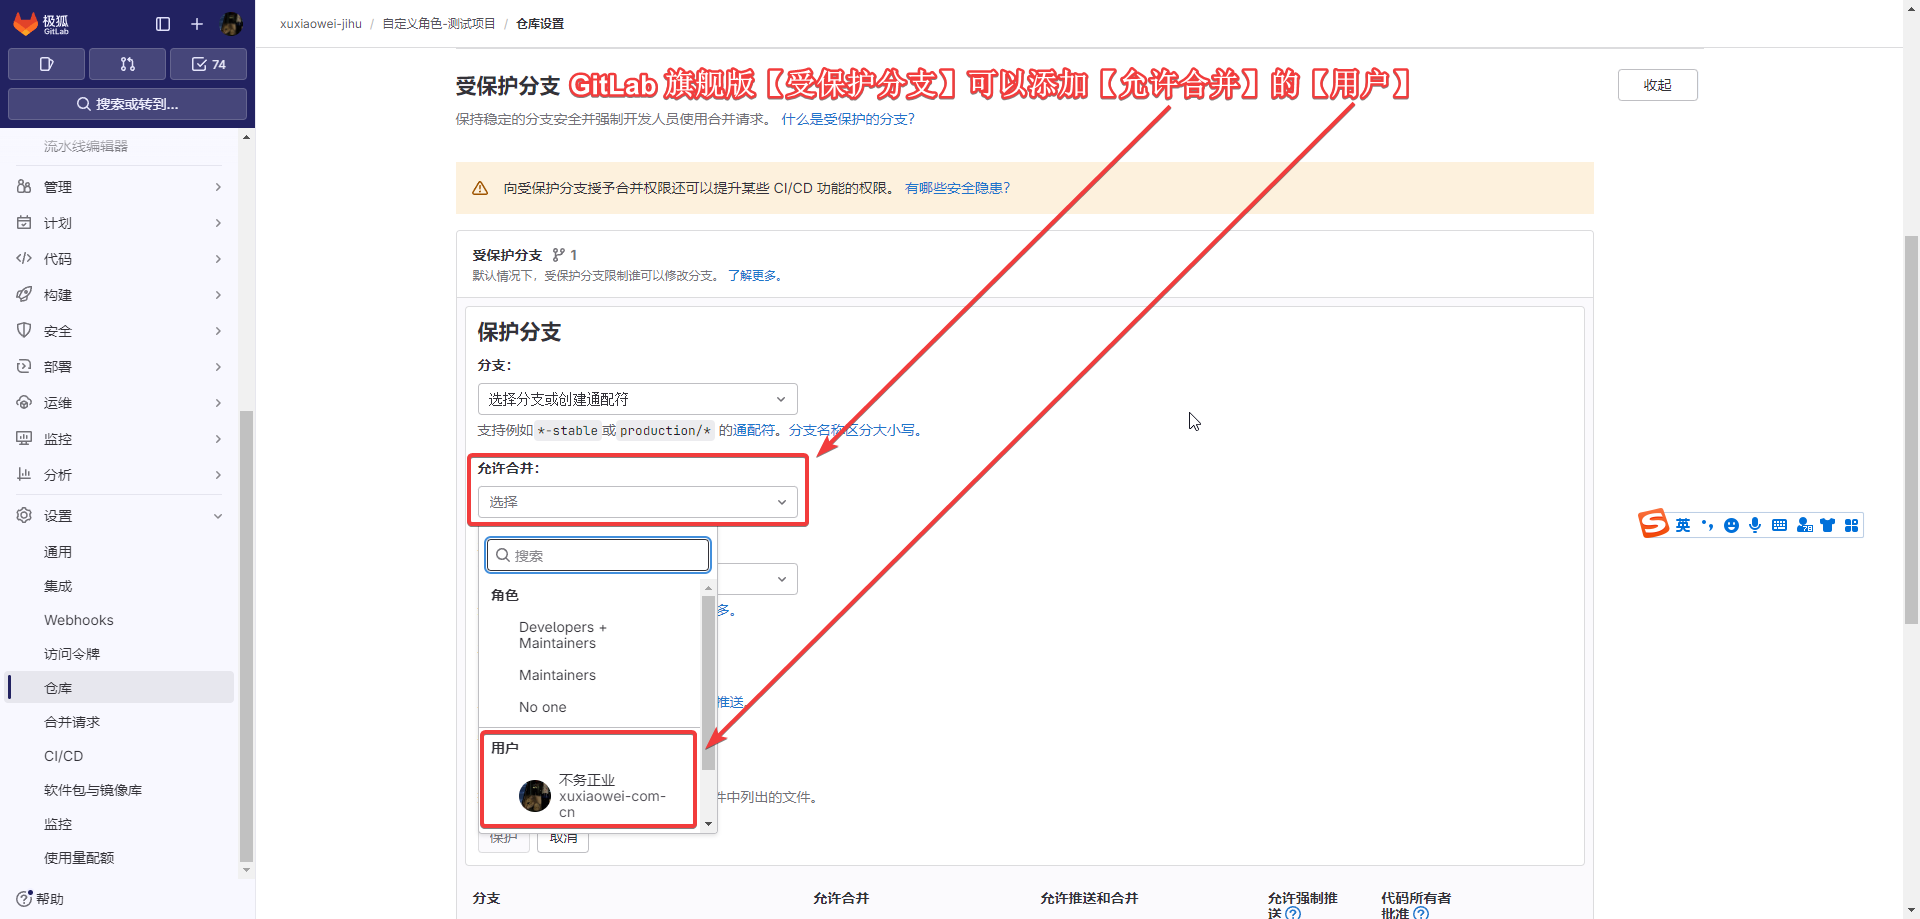 极狐
GitLab
74
搜索或转到...
流水线编辑器
管理
计划
代码
构建
安全
部署
运维
监控
分析
设置
通用
集成
Webhooks
访问令牌
仓库
合并请求
CI/CD
软件包与镜像库
监控
使用量配额
帮助
xuxiaowei-jihu / 自定义角色-测试项目 / 仓库设置
受保护分支
GitLab 旗舰版【受保护分支】可以添加【允许合并】的【用户】
收起
保持稳定的分支安全并强制开发人员使用合并请求。 什么是受保护的分支?
向受保护分支授予合并权限还可以提升某些 CI/CD 功能的权限。 有哪些安全隐患?
受保护分支 1
默认情况下，受保护分支限制谁可以修改分支。 了解更多。
保护分支
分支：
选择分支或创建通配符
支持例如 *-stable 或 production/* 的通配符。分支名称区分大小写。
允许合并：
选择
搜索
角色
多。
Developers +
Maintainers
Maintainers
推送
No one
用户
不务正业
xuxiaowei-com-
cn
件中列出的文件。
保护
取消
分支
允许合并
允许推送和合并
允许强制推
送
代码所有者
批准
英